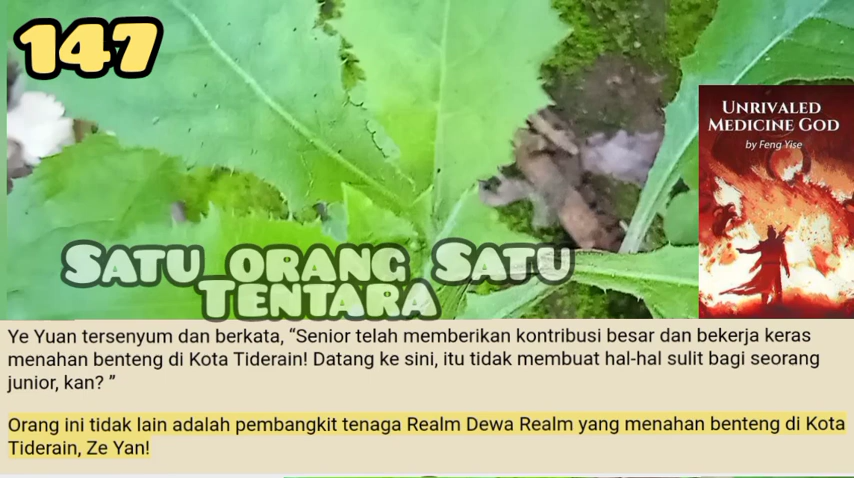 147
UNRIVALED
MEDICINE GOD
by Feng Yise
SATU ORANG SATU
TENTARA
Ye Yuan tersenyum dan berkata, “Senior telah memberikan kontribusi besar dan bekerja keras
menahan benteng di Kota Tiderain! Datang ke sini, itu tidak membuat hal-hal sulit bagi seorang
junior, kan? ”
Orang ini tidak lain adalah pembangkit tenaga Realm Dewa Realm yang menahan benteng di Kota
Tiderain, Ze Yan!